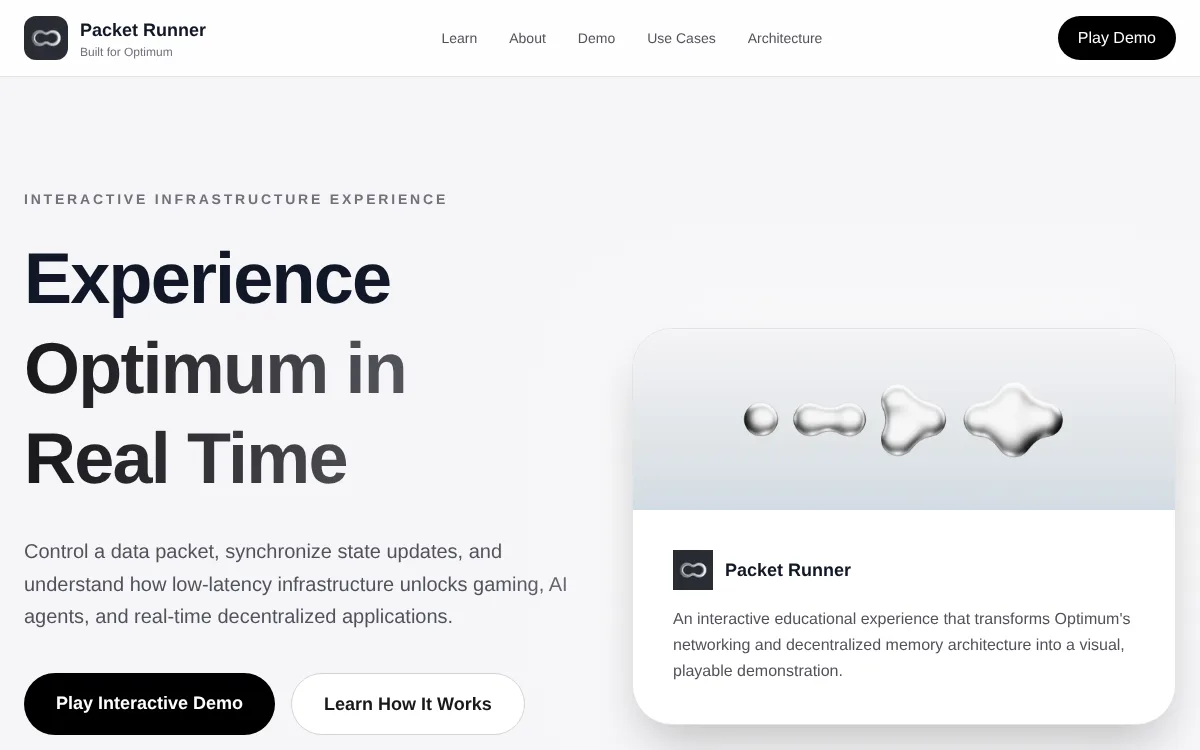 Packet Runner
Built for Optimum
Learn
About
Demo
Use Cases
Architecture
Play Demo
INTERACTIVE INFRASTRUCTURE EXPERIENCE
Experience
Optimum in
Real Time
Control a data packet, synchronize state updates, and
understand how low-latency infrastructure unlocks gaming, AI
agents, and real-time decentralized applications.
Play Interactive Demo
Learn How It Works
Packet Runner
An interactive educational experience that transforms Optimum's
networking and decentralized memory architecture into a visual,
playable demonstration.